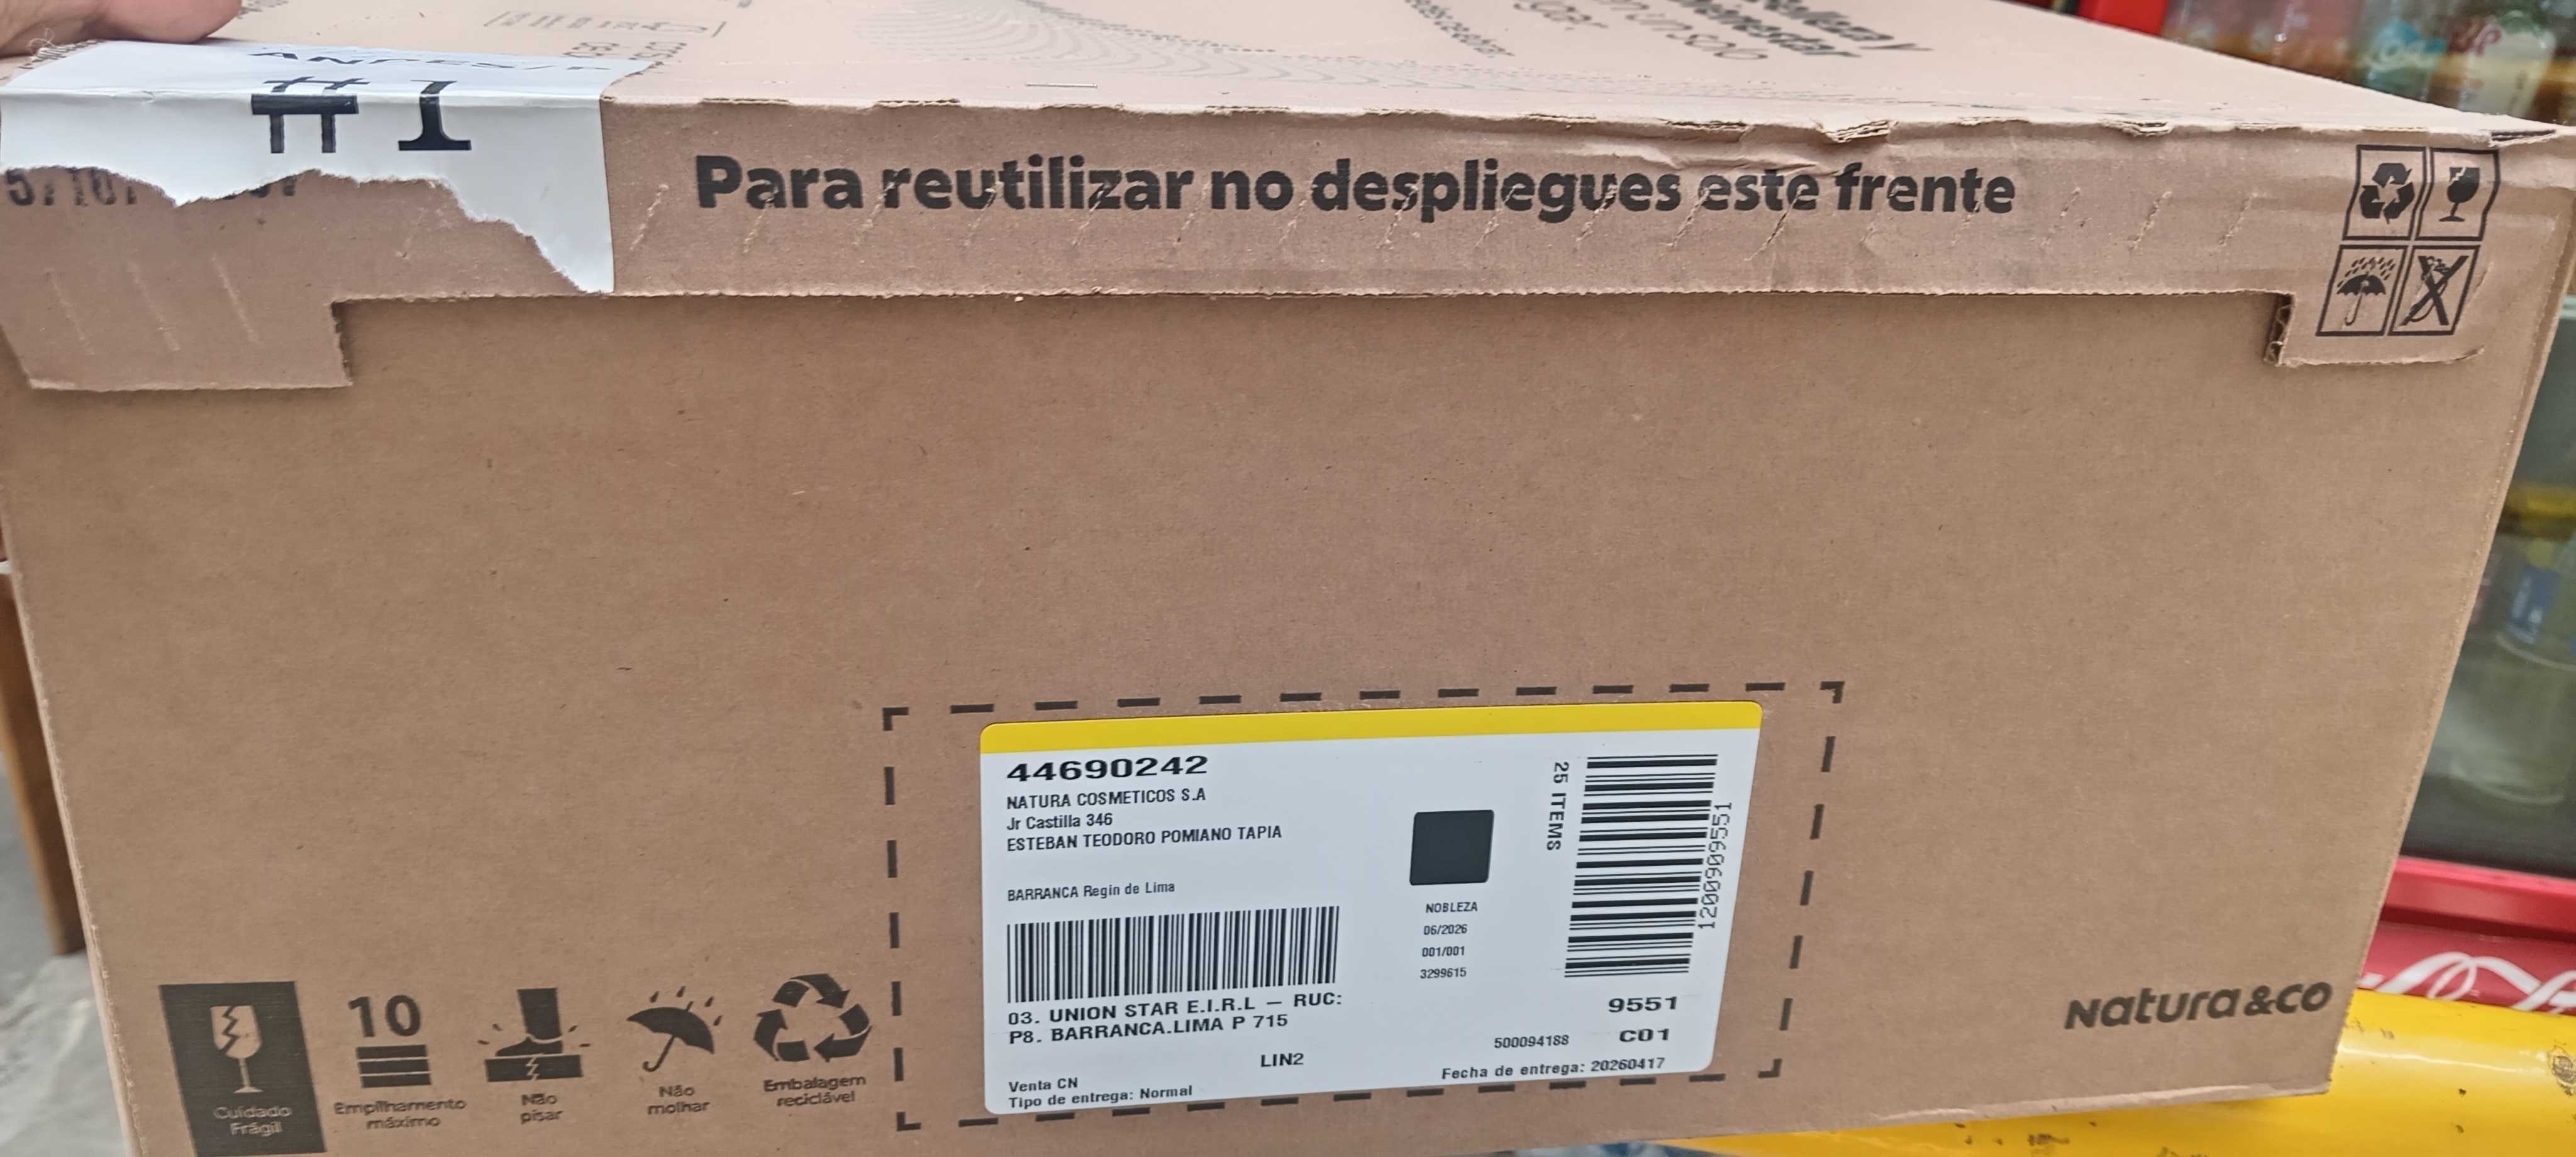 #1
Para reutilizar no despliegues este frente
44690242
NATURA COSMETICOS S.A
Jr Castilla 346
ESTEBAN TEODORO POMIANO TAPIA
BARRANCA Regin de Lima
03. UNION STAR E.I.R.L – RUC:
P8. BARRANCA.LIMA P 715
LIN2
Venta CN
Tipo de entrega: Normal
NOBLEZA
06/2026
001/001
3299615
25 ITEMS
120090909551
9551
500094188 C01
Fecha de entrega: 20260417
Cuidado
Frágil
10
Empilhamento
máximo
Não
pisar
Não
molhar
Embalagem
reciclável
Natura&co